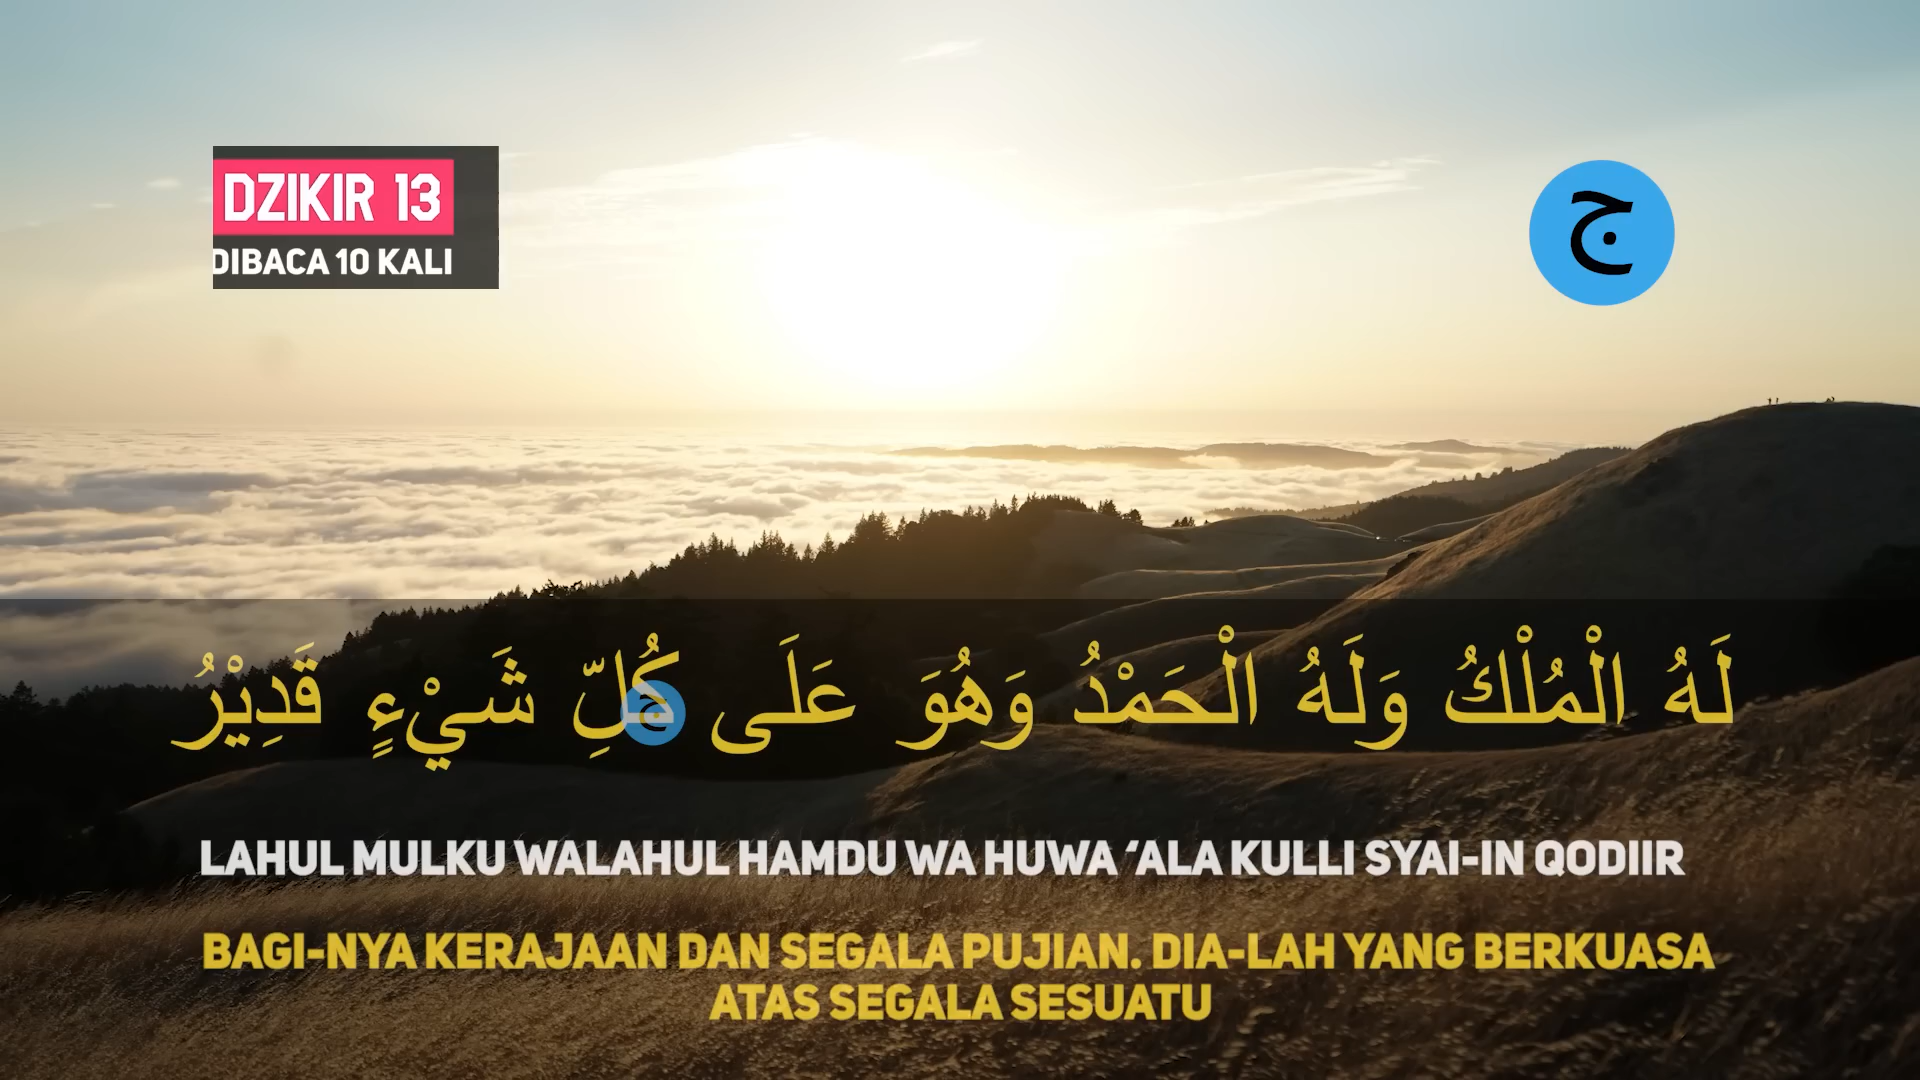 DZIKIR 13
DIBACA 10 KALI
ج
لَهُ الْمُلْكُ وَلَهُ الْحَمْدُ وَهُوَ عَلَى كُلِّ شَيْءٍ قَدِيْرُ
ج
LAHUL MULKU WALAHUL HAMDU WA HUWA ‘ALA KULLI SYAI-IN QODIIR
BAGI-NYA KERAJAAN DAN SEGALA PUJIAN. DIA-LAH YANG BERKUASA
ATAS SEGALA SESUATU